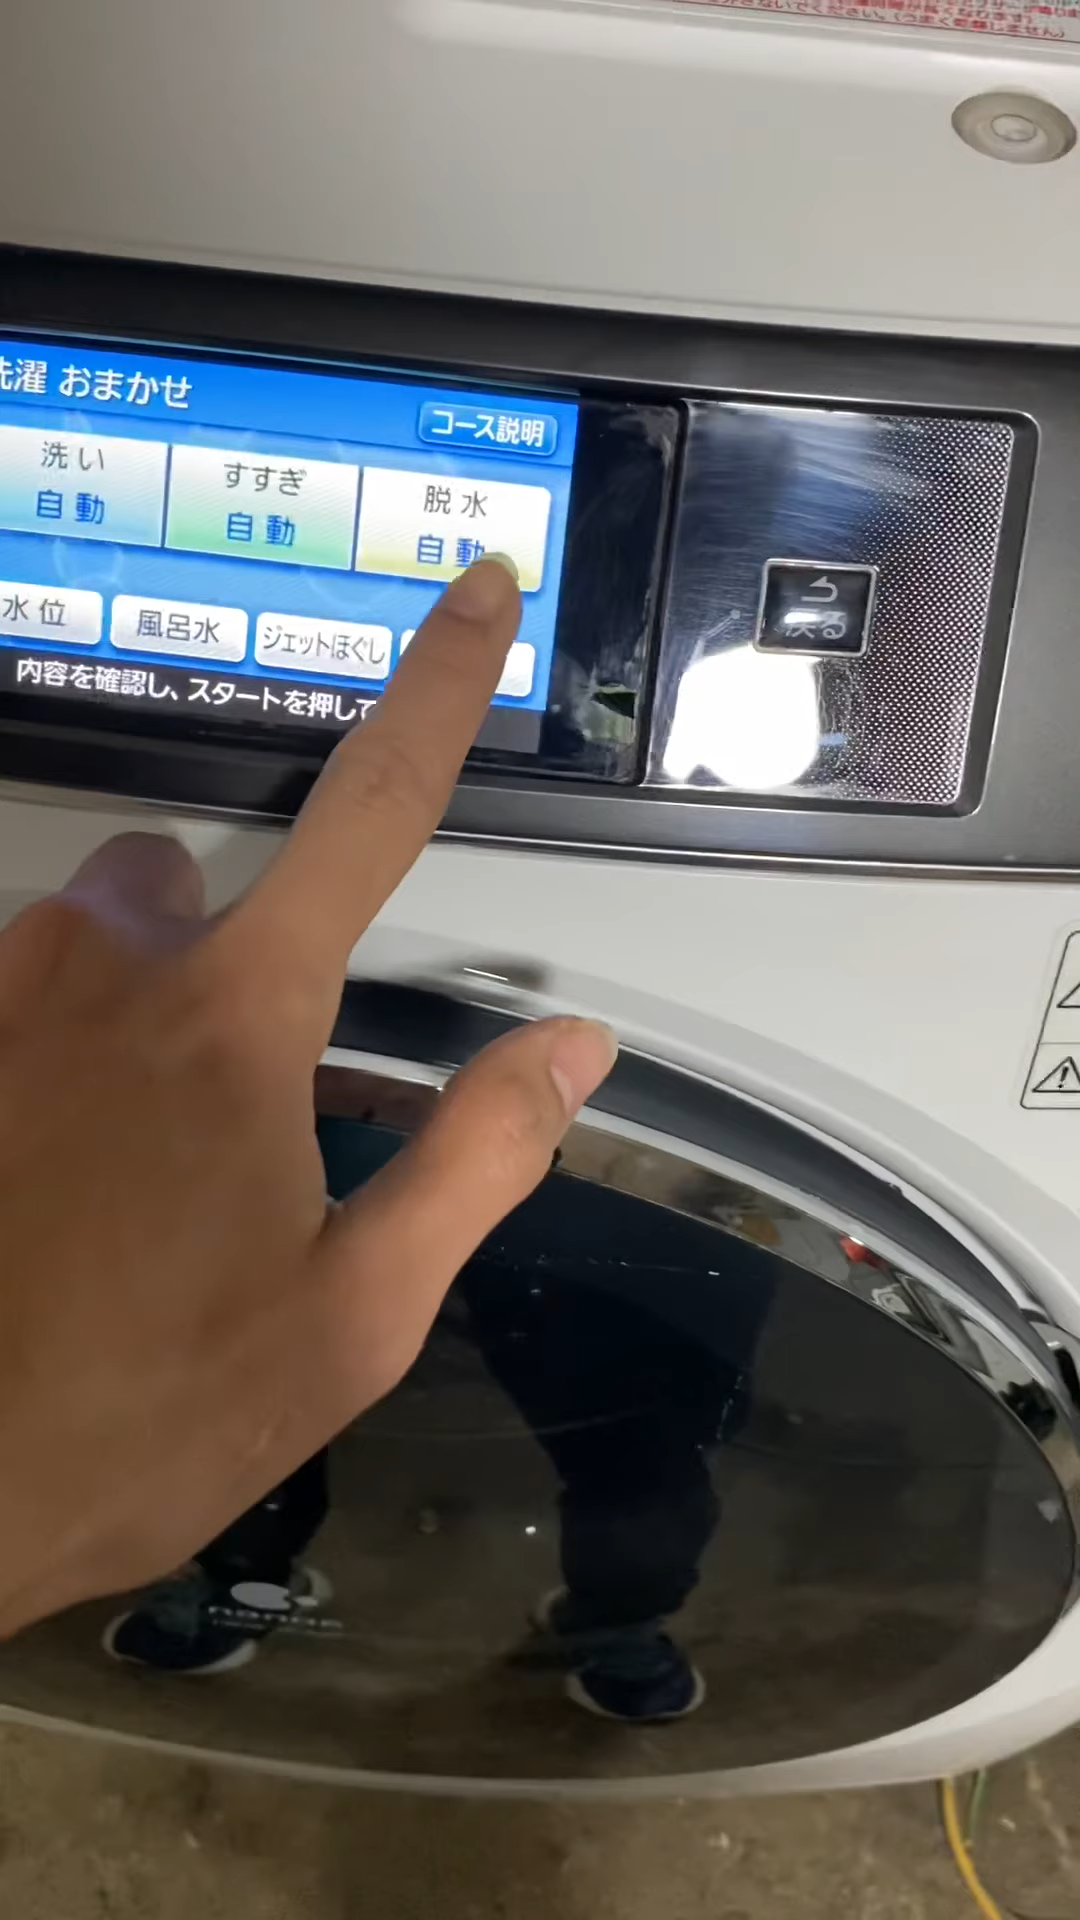 洗濯 おまかせ
コース説明
洗い
自動
すすぎ
自動
脱水
自動
水位
風呂水
ジェットほぐし
内容を確認し、スタートを押して
戻る